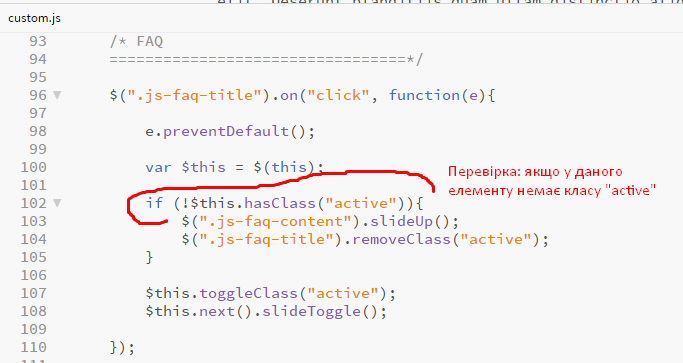 custom.js
93 /* FAQ
94 =================================*/
95
96 $(".js-faq-title").on("click", function(e){
97
98 e.preventDefault();
99
100 var $this = $(this);
101
102 if (!$this.hasClass("active")){
103 $(".js-faq-content").slideUp();
104 $(".js-faq-title").removeClass("active");
105 }
106
107 $this.toggleClass("active");
108 $this.next().slideToggle();
109
110 });
Перевірка: якщо у даного
елементу немає класу "active"